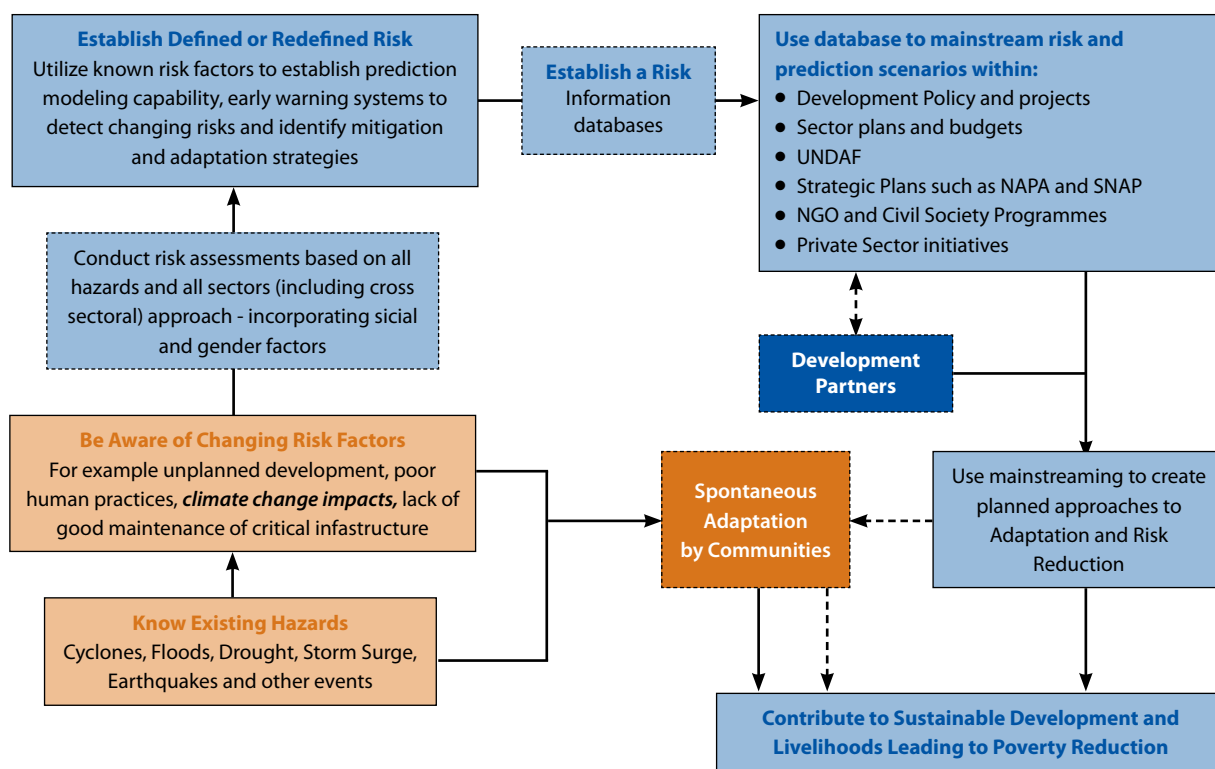 Establish Defined or Redefined Risk
Utilize known risk factors to establish prediction
modeling capability, early warning systems to
detect changing risks and identify mitigation
and adaptation strategies
Establish a Risk
Information
databases
Use database to mainstream risk and
prediction scenarios within:
• Development Policy and projects
• Sector plans and budgets
• UNDAF
• Strategic Plans such as NAPA and SNAP
• NGO and Civil Society Programmes
• Private Sector initiatives
Conduct risk assessments based on all
hazards and all sectors (including cross
sectoral) approach - incorporating sicial
and gender factors
Development
Partners
Be Aware of Changing Risk Factors
For example unplanned development, poor
human practices, climate change impacts, lack of
good maintenance of critical infastructure
Spontaneous
Adaptation
by Communities
Use mainstreaming to create
planned approaches to
Adaptation and Risk
Reduction
Know Existing Hazards
Cyclones, Floods, Drought, Storm Surge,
Earthquakes and other events
Contribute to Sustainable Development and
Livelihoods Leading to Poverty Reduction